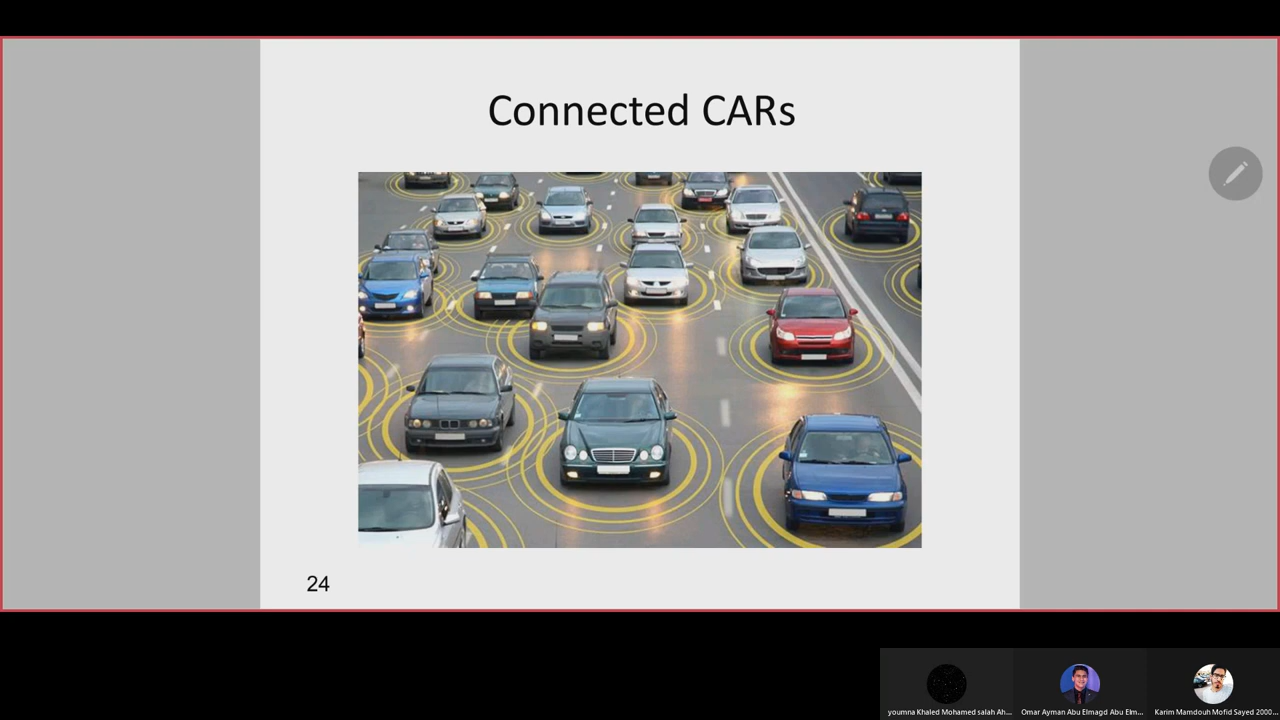 Connected CARs
24
youmna Khaled Mohamed salah Ah...
Omar Ayman Abu Elmagd Abu Elm...
Karim Mamdouh Mofid Sayed 2000...